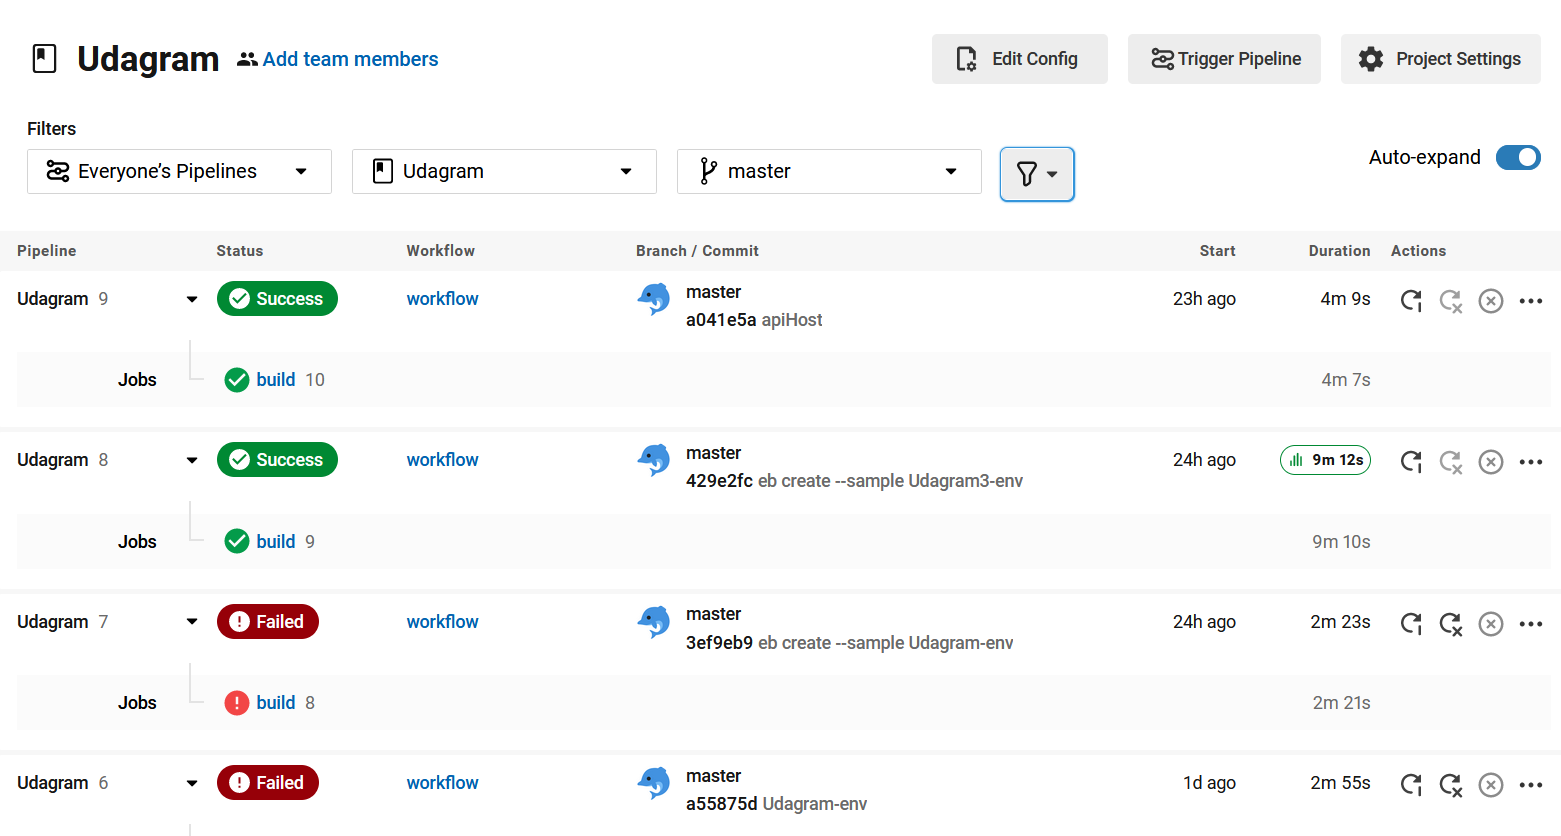 Udagram Add team members Edit Config Trigger Pipeline Project Settings
Filters
Everyone’s Pipelines Udagram master Auto-expand
Pipeline Status Workflow Branch / Commit Start Duration Actions
Udagram 9 Success workflow master 23h ago 4m 9s
a041e5a apiHost
Jobs build 10 4m 7s
Udagram 8 Success workflow master 24h ago 9m 12s
429e2fc eb create --sample Udagram3-env
Jobs build 9 9m 10s
Udagram 7 Failed workflow master 24h ago 2m 23s
3ef9eb9 eb create --sample Udagram-env
Jobs build 8 2m 21s
Udagram 6 Failed workflow master 1d ago 2m 55s
a55875d Udagram-env